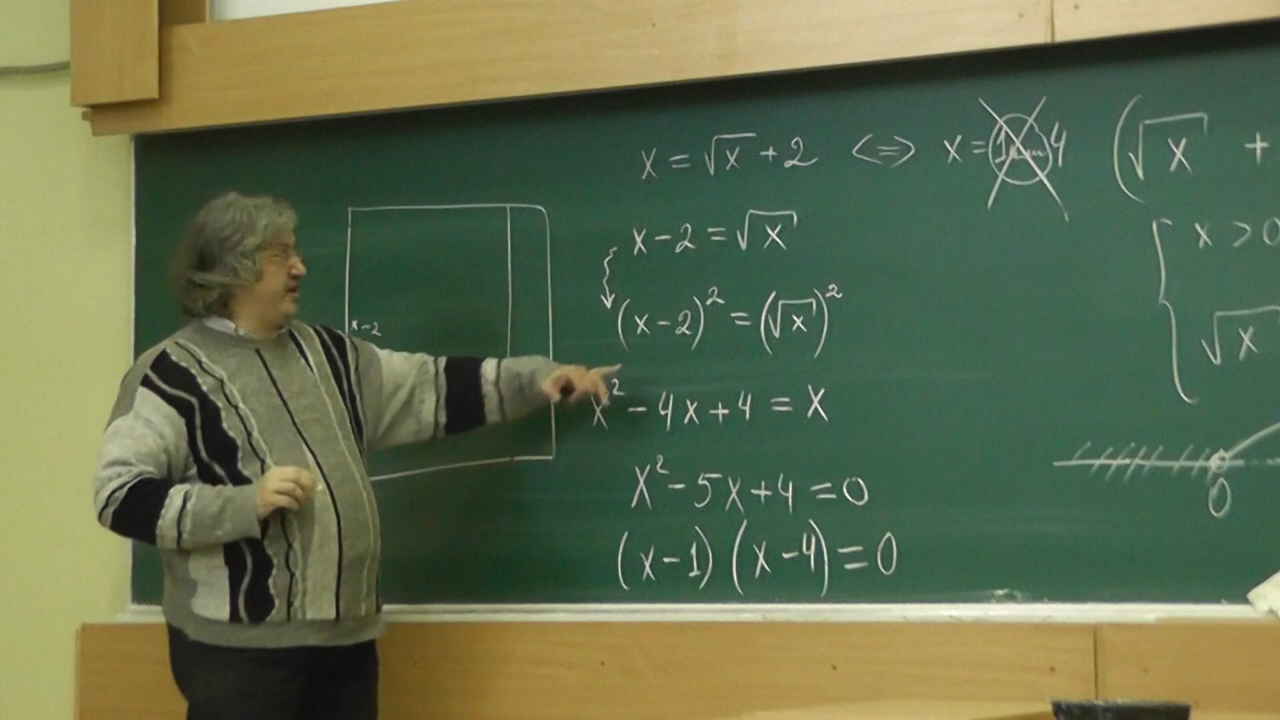 x = √x + 2 <=> x = 4
x - 2 = √x
(x - 2)² = (√x)²
x² - 4x + 4 = x
x² - 5x + 4 = 0
(x - 1) (x - 4) = 0
x - 2
(√x +
x > 0
√x
0